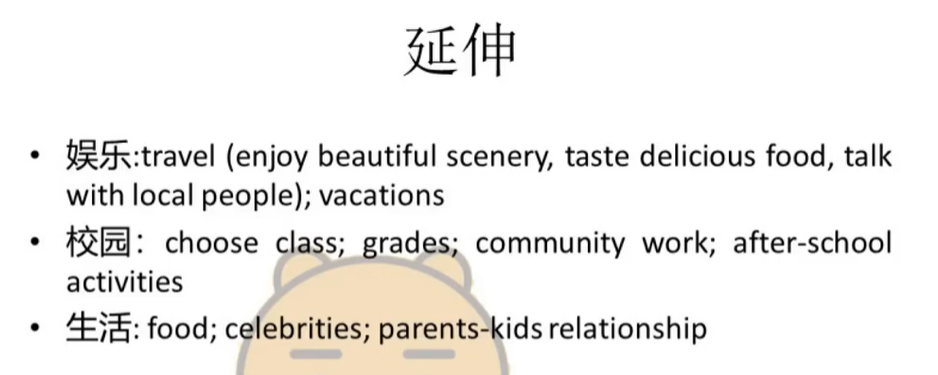 延伸
• 娱乐:travel (enjoy beautiful scenery, taste delicious food, talk
with local people); vacations
• 校园：choose class; grades; community work; after-school
activities
• 生活: food; celebrities; parents-kids relationship